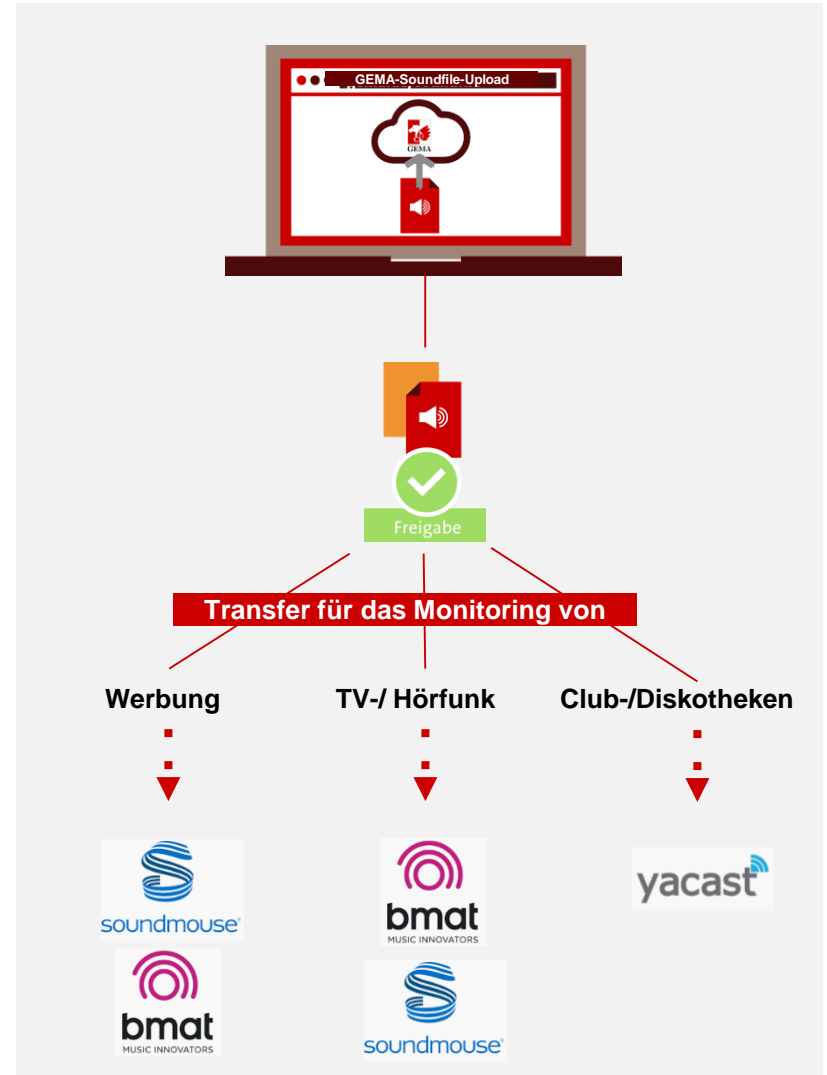 GEMA-Soundfile-Upload
GEMA
Freigabe
Transfer für das Monitoring von
Werbung
TV-/ Hörfunk
Club-/Diskotheken
soundmouse®
bmat
MUSIC INNOVATORS
bmat
MUSIC INNOVATORS
soundmouse®
yacast